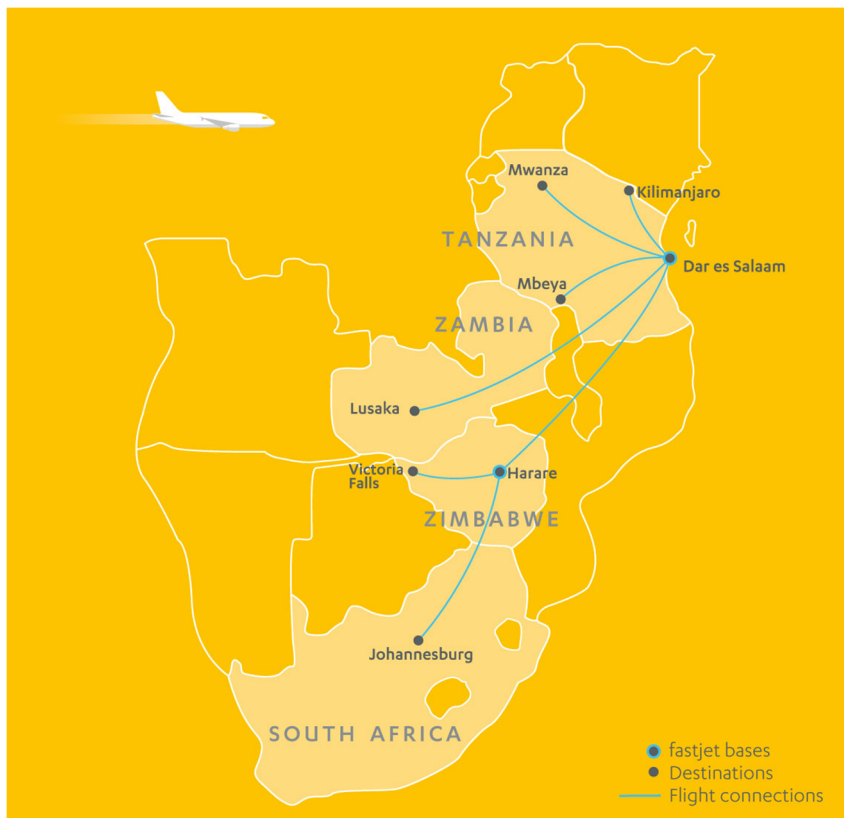 Mwanza
Kilimanjaro
TANZANIA
Dar es Salaam
Mbeya
ZAMBIA
Lusaka
Victoria
Falls
Harare
ZIMBABWE
Johannesburg
SOUTH AFRICA
fastjet bases
Destinations
Flight connections